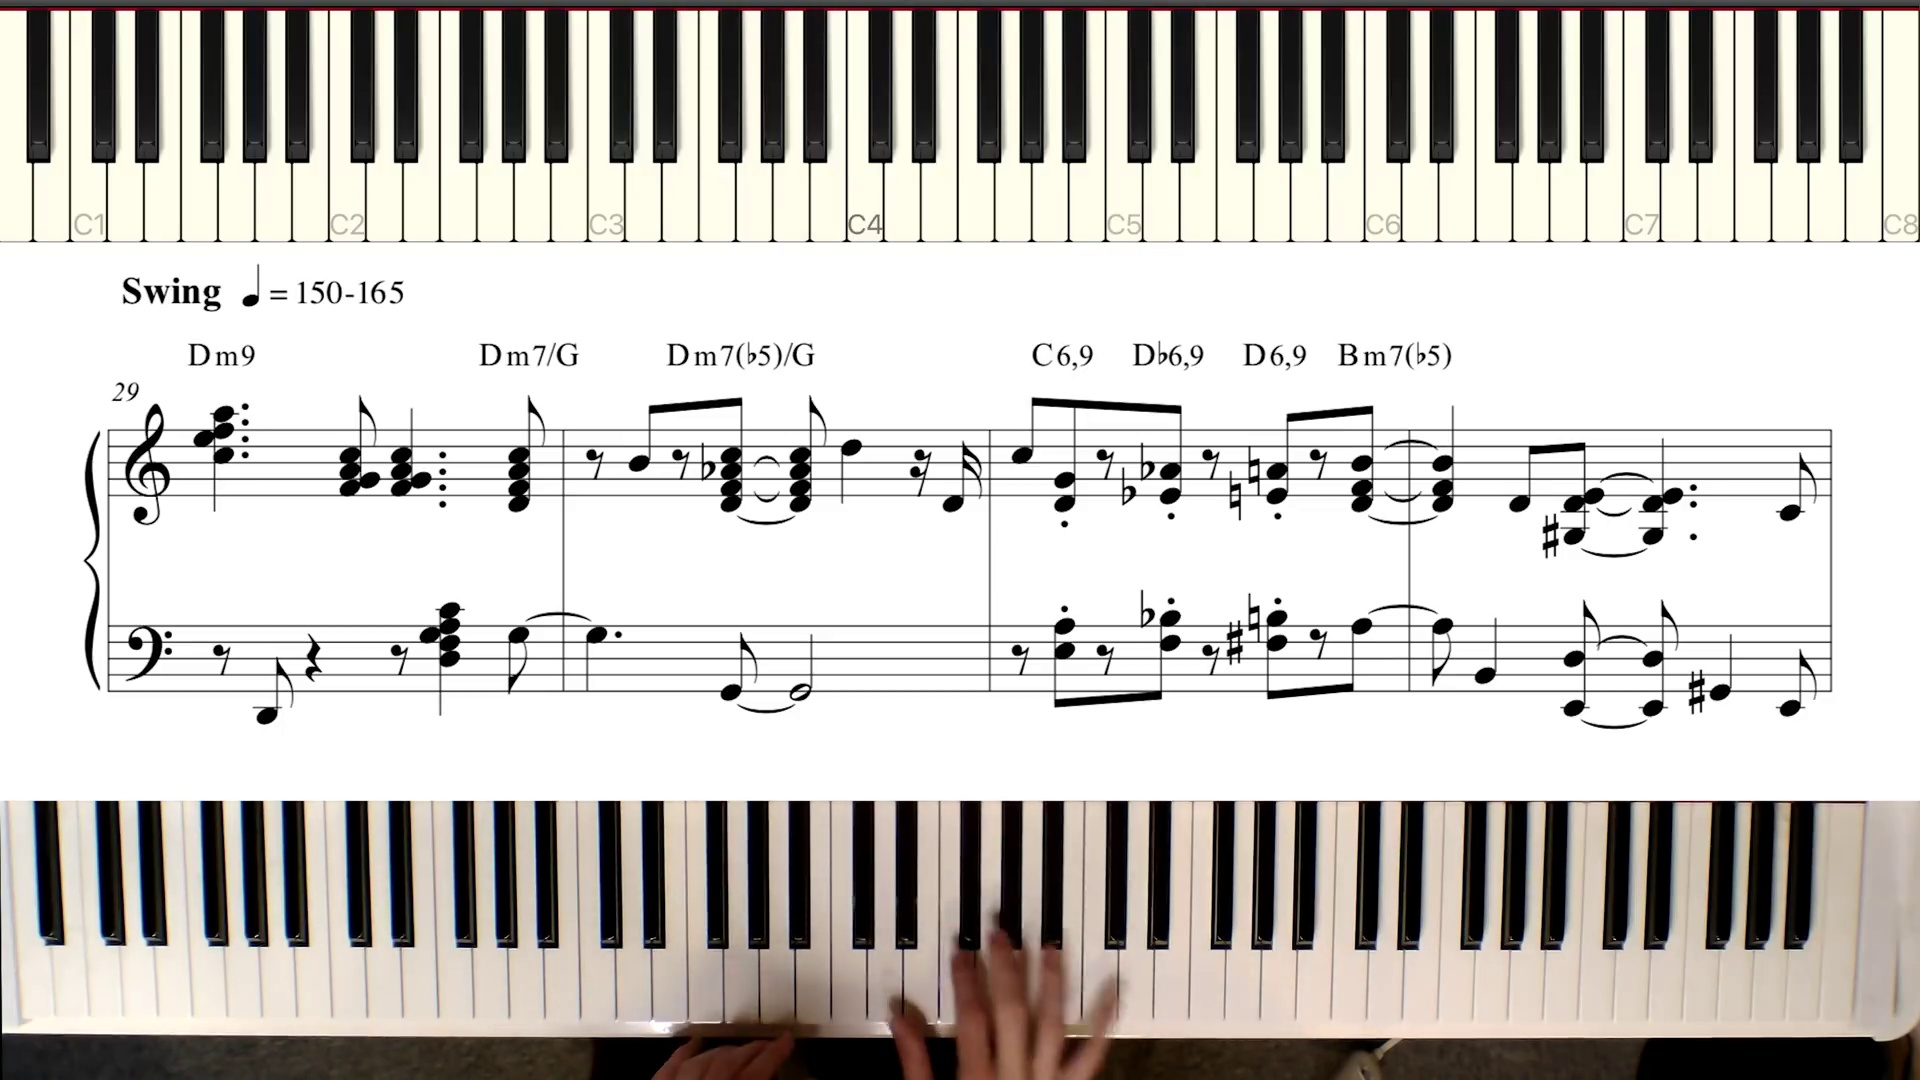 C1 C2 C3 C4 C5 C6 C7 C8
Swing ♩ = 150-165
Dm9 Dm7/G Dm7(♭5)/G C6,9 D♭6,9 D6,9 Bm7(♭5)
29